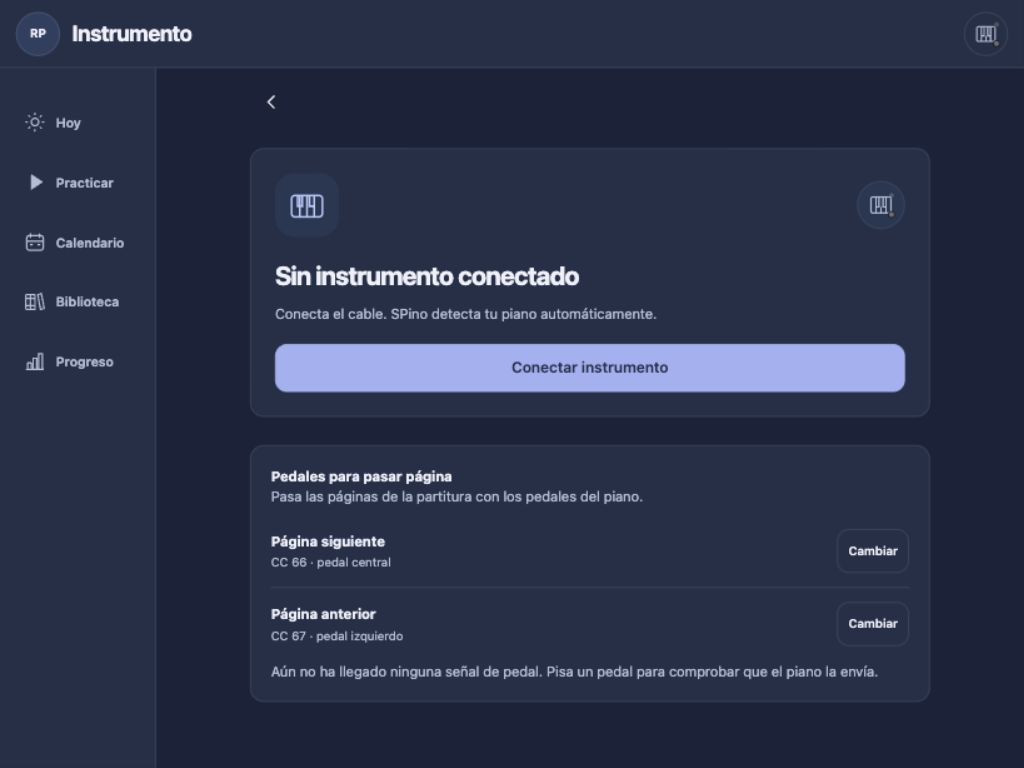 RP
Instrumento
Hoy
Practicar
Calendario
Biblioteca
Progreso
Sin instrumento conectado
Conecta el cable. SPino detecta tu piano automáticamente.
Conectar instrumento
Pedales para pasar página
Pasa las páginas de la partitura con los pedales del piano.
Página siguiente
CC 66 · pedal central
Cambiar
Página anterior
CC 67 · pedal izquierdo
Cambiar
Aún no ha llegado ninguna señal de pedal. Pisa un pedal para comprobar que el piano la envía.